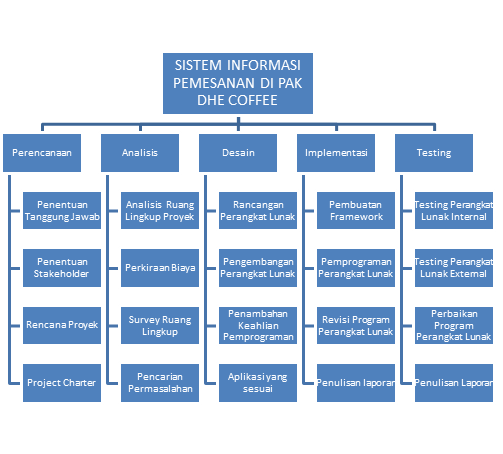 SISTEM INFORMASI
PEMESANAN DI PAK
DHE COFFEE
Perencanaan
Analisis
Desain
Implementasi
Testing
Penentuan
Tanggung Jawab
Analisis Ruang
Lingkup Proyek
Rancangan
Perangkat Lunak
Pembuatan
Framework
Testing Perangkat
Lunak Internal
Penentuan
Stakeholder
Perkiraan Biaya
Pengembangan
Perangkat Lunak
Pemprograman
Perangkat Lunak
Testing Perangkat
Lunak External
Rencana Proyek
Survey Ruang
Lingkup
Penambahan
Keahlian
Pemprograman
Revisi Program
Perangkat Lunak
Perbaikan
Program
Perangkat Lunak
Project Charter
Pencarian
Permasalahan
Aplikasi yang
sesuai
Penulisan laporan
Penulisan Laporan